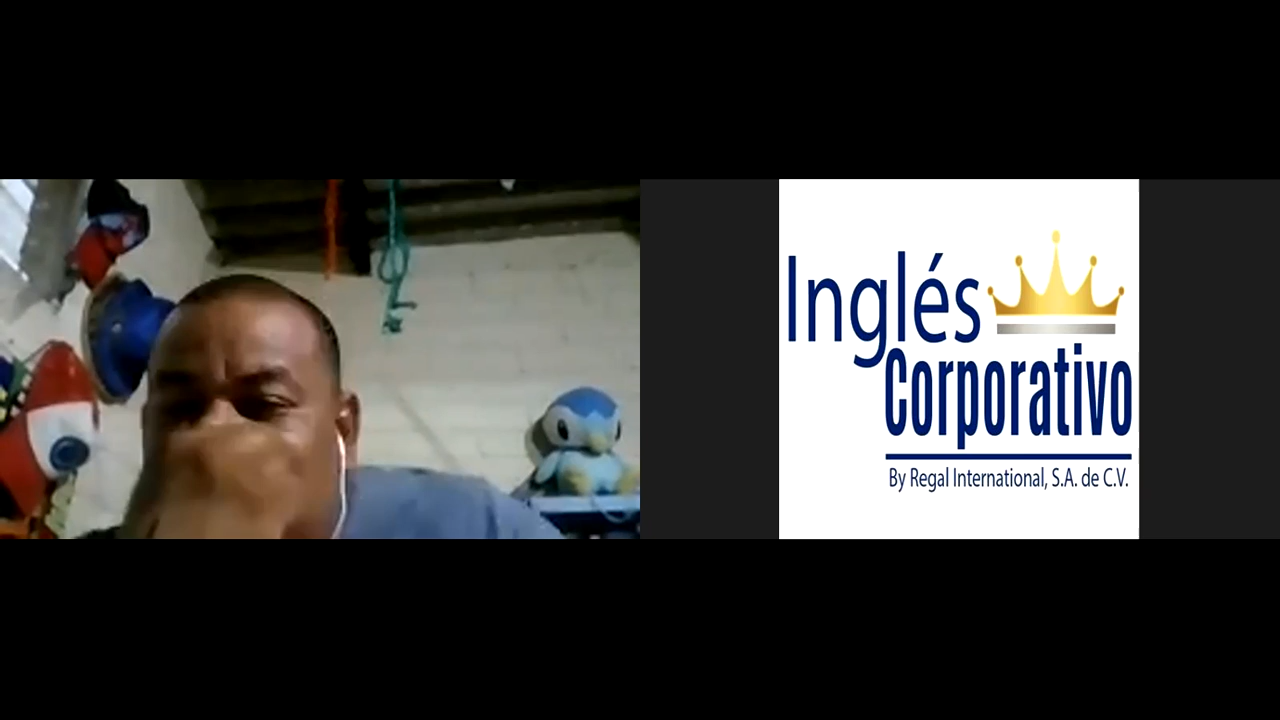 Inglés
Corporativo
By Regal International, S.A. de C.V.